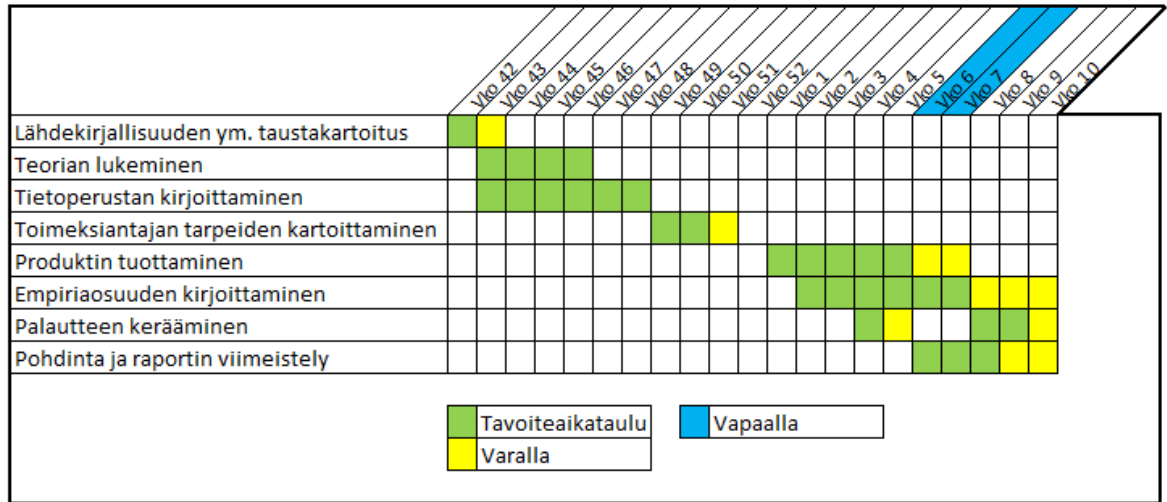 Vko 42 Vko 43 Vko 44 Vko 45 Vko 46 Vko 47 Vko 48 Vko 49 Vko 50 Vko 51 Vko 52 Vko 1 Vko 2 Vko 3 Vko 4 Vko 5 Vko 6 Vko 7 Vko 8 Vko 9 Vko 10
Lähdekirjallisuuden ym. taustakartoitus
Teorian lukeminen
Tietoperustan kirjoittaminen
Toimeksiantajan tarpeiden kartoittaminen
Produktin tuottaminen
Empiriaosuuden kirjoittaminen
Palautteen kerääminen
Pohdinta ja raportin viimeistely
Tavoiteaikataulu Vapaalla
Varalla